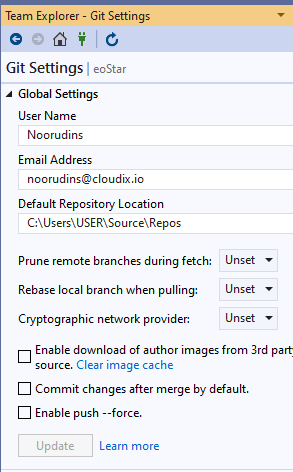 Team Explorer - Git Settings
Git Settings | eoStar
Global Settings
User Name
Noorudins
Email Address
noorudins@cloudix.io
Default Repository Location
C:\Users\USER\Source\Repos
Prune remote branches during fetch: Unset
Rebase local branch when pulling: Unset
Cryptographic network provider: Unset
Enable download of author images from 3rd party
source. Clear image cache
Commit changes after merge by default.
Enable push --force.
Update Learn more